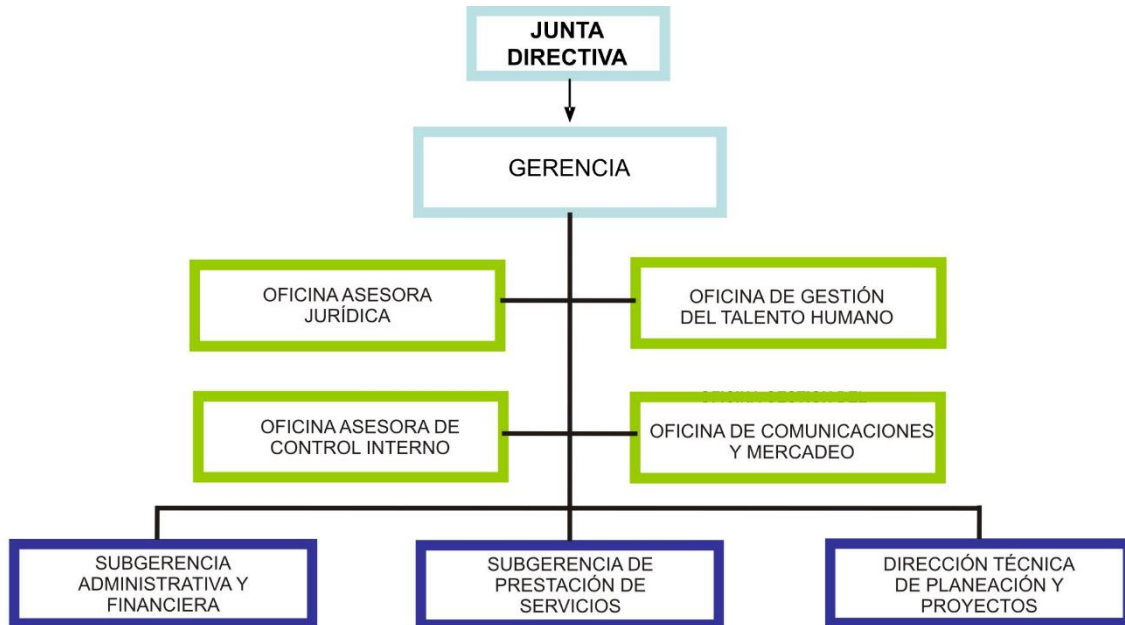 JUNTA
DIRECTIVA
GERENCIA
OFICINA ASESORA
JURÍDICA
OFICINA DE GESTIÓN
DEL TALENTO HUMANO
OFICINA ASESORA DE
CONTROL INTERNO
OFICINA DE COMUNICACIONES
Y MERCADEO
SUBGERENCIA
ADMINISTRATIVA Y
FINANCIERA
SUBGERENCIA DE
PRESTACIÓN DE
SERVICIOS
DIRECCIÓN TÉCNICA
DE PLANEACIÓN Y
PROYECTOS